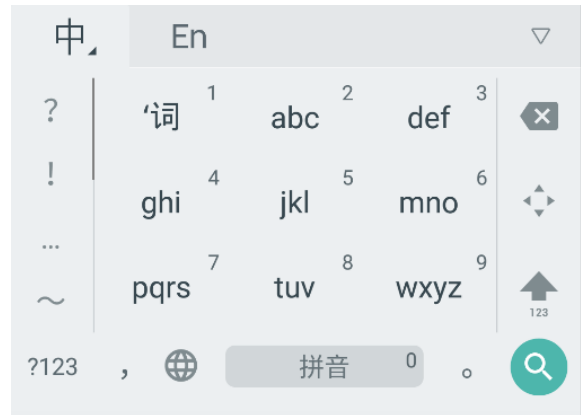 中 En
? ‘词 1 abc 2 def 3
! ghi 4 jkl 5 mno 6
...
～ pqrs 7 tuv 8 wxyz 9
123
?123 ， 拼音 0 。